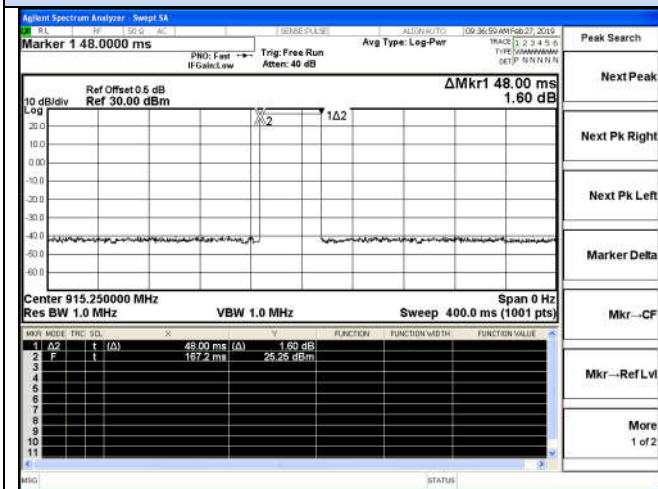 Agilent Spectrum Analyzer - Swept SA
RL RF 50 Ω AC SENSE:PULSE ALIGN AUTO 09:36:59 AM Feb 27, 2019
Marker 1 48.0000 ms
PNO: Fast
IFGain:Low
Trig: Free Run
Atten: 40 dB
Avg Type: Log-Pwr
TRACE 1 2 3 4 5 6
TYPE
DET P N N N N N
Peak Search
ΔMkr1 48.00 ms
1.60 dB
Ref Offset 0.5 dB
10 dB/div Ref 30.00 dBm
Log
20.0
10.0
0.00
-10.0
-20.0
-30.0
-40.0
-50.0
-60.0
2
1Δ2
Center 915.250000 MHz
Span 0 Hz
Res BW 1.0 MHz
VBW 1.0 MHz
Sweep 400.0 ms (1001 pts)
MKR MODE TRC SCL X Y FUNCTION FUNCTION WIDTH FUNCTION VALUE
1 Δ2 t (Δ) 48.00 ms (Δ) 1.60 dB
2 F t 167.2 ms 25.25 dBm
3
4
5
6
7
8
9
10
11
MSG
STATUS
Next Peak
Next Pk Right
Next Pk Left
Marker Delta
Mkr→CF
Mkr→Ref Lvl
More
1 of 2